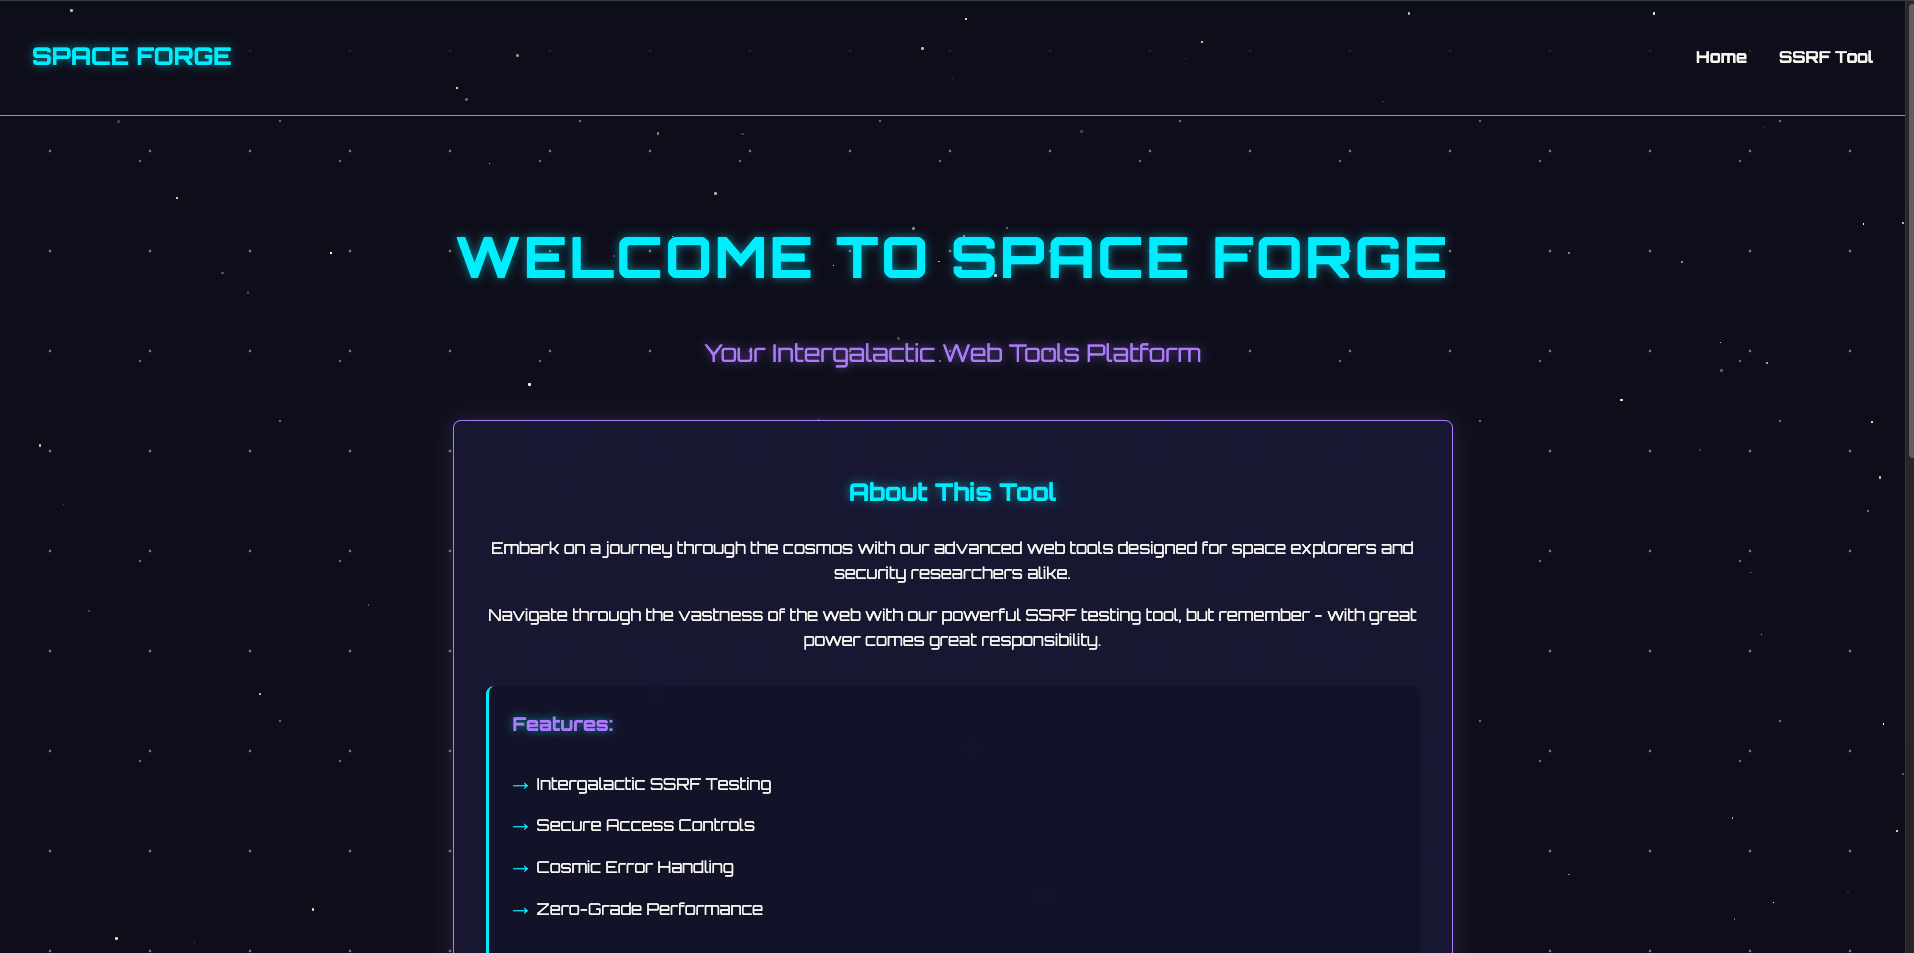 SPACE FORGE
Home
SSRF Tool
WELCOME TO SPACE FORGE
Your Intergalactic Web Tools Platform
About This Tool
Embark on a journey through the cosmos with our advanced web tools designed for space explorers and
security researchers alike.
Navigate through the vastness of the web with our powerful SSRF testing tool, but remember - with great
power comes great responsibility.
Features:
→ Intergalactic SSRF Testing
→ Secure Access Controls
→ Cosmic Error Handling
→ Zero-Grade Performance